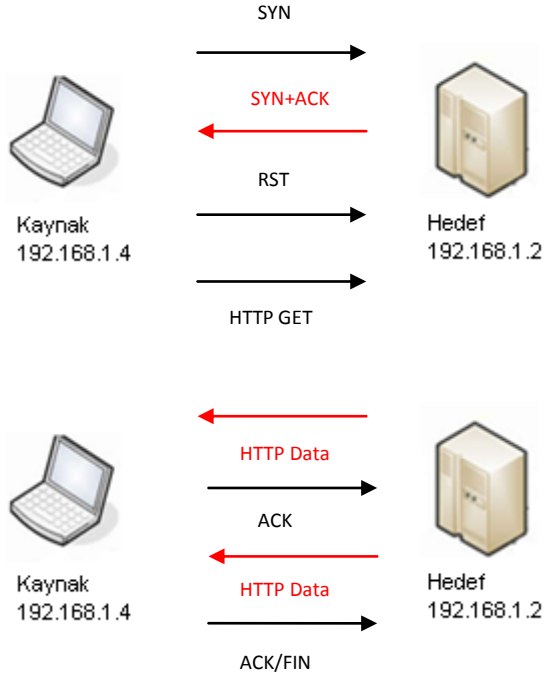 SYN
SYN+ACK
RST
Kaynak
192.168.1.4
Hedef
192.168.1.2
HTTP GET
HTTP Data
ACK
HTTP Data
Kaynak
192.168.1.4
Hedef
192.168.1.2
ACK/FIN